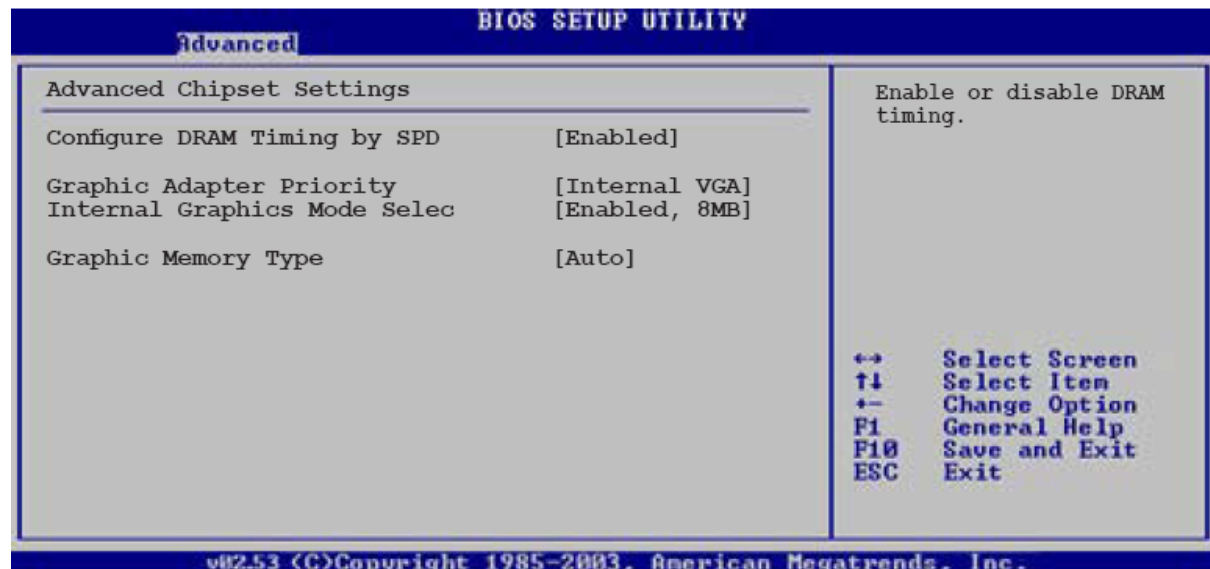 BIOS SETUP UTILITY
Advanced
Advanced Chipset Settings
Configure DRAM Timing by SPD [Enabled]
Graphic Adapter Priority [Internal VGA]
Internal Graphics Mode Selec [Enabled, 8MB]
Graphic Memory Type [Auto]
Enable or disable DRAM
timing.
←→ Select Screen
↑↓ Select Item
+- Change Option
F1 General Help
F10 Save and Exit
ESC Exit
v02.53 (C)Copyright 1985-2003, American Megatrends, Inc.